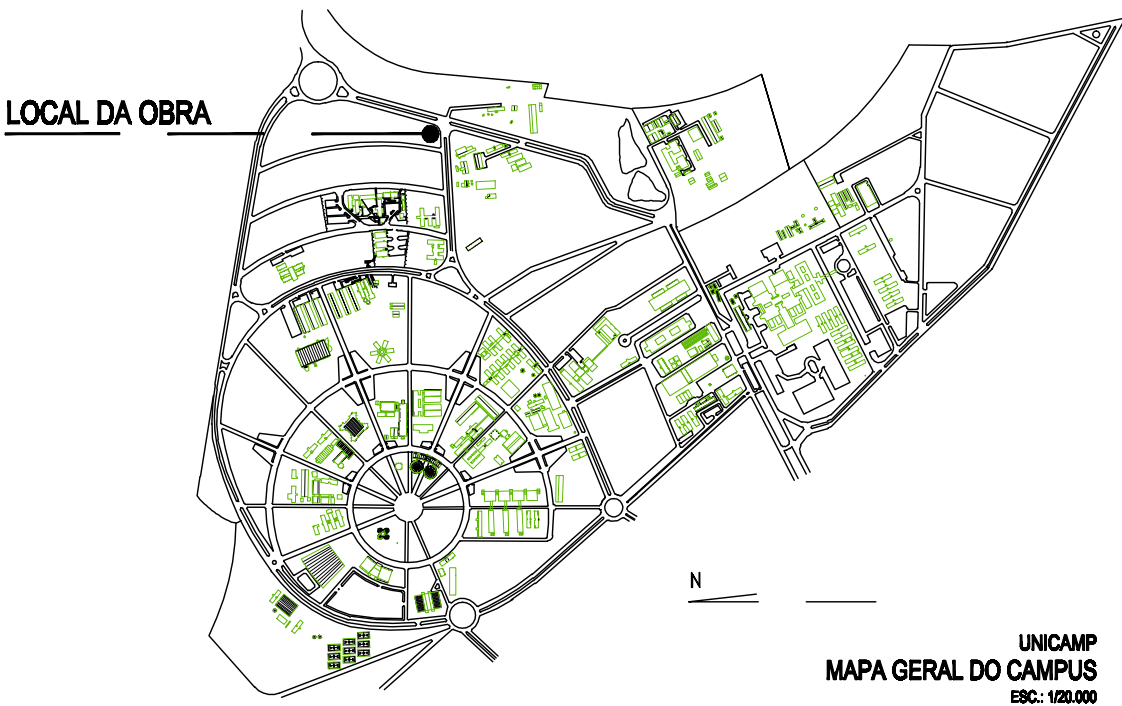 LOCAL DA OBRA
N
UNICAMP
MAPA GERAL DO CAMPUS
ESC.: 1/20.000